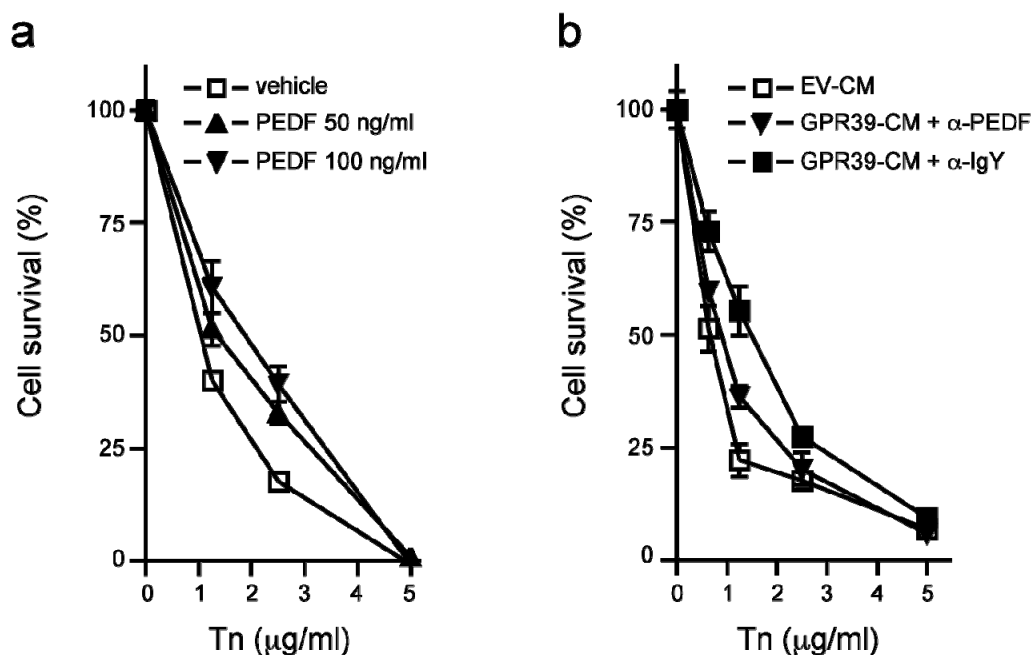 a
vehicle
PEDF 50 ng/ml
PEDF 100 ng/ml
100
75
50
25
0
Cell survival (%)
0 1 2 3 4 5
Tn (μg/ml)
b
EV-CM
GPR39-CM + α-PEDF
GPR39-CM + α-IgY
100
75
50
25
0
Cell survival (%)
0 1 2 3 4 5
Tn (μg/ml)